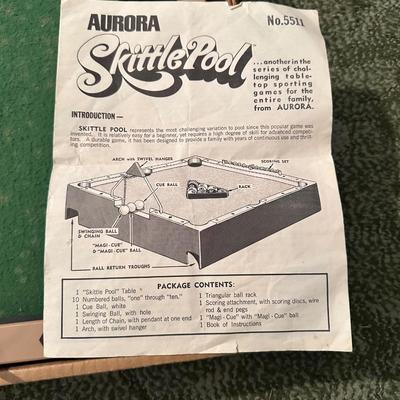 AURORA
No.5511
Skittle Pool
...another in the
series of chal-
lenging table-
top sporting
games for the
entire family,
from AURORA.
INTRODUCTION —
SKITTLE POOL represents the most challenging variation to pool since this popular game was
invented. It is relatively easy for a beginner, yet requires a high degree of skill for advanced competi-
tors. A durable game, it has been designed to provide a family with years of continuous use and thrill-
ing competition.
ARCH WITH SWIVEL HANGER
SCORING SET
CUE BALL
RACK
SWINGING BALL
& CHAIN
"MAGI-CUE"
& "MAGI-CUE" BALL
BALL RETURN TROUGHS
PACKAGE CONTENTS:
1 "Skittle Pool" Table
10 Numbered balls, "one" through "ten."
1 Cue Ball, white
1 Swinging Ball, with hole
1 Length of Chain, with pendant at one end
1 Arch, with swivel hanger
1 Triangular ball rack
1 Scoring attachment, with scoring discs, wire
rod & end pegs
1 "Magi-Cue" with "Magi-Cue" ball
1 Book of Instructions